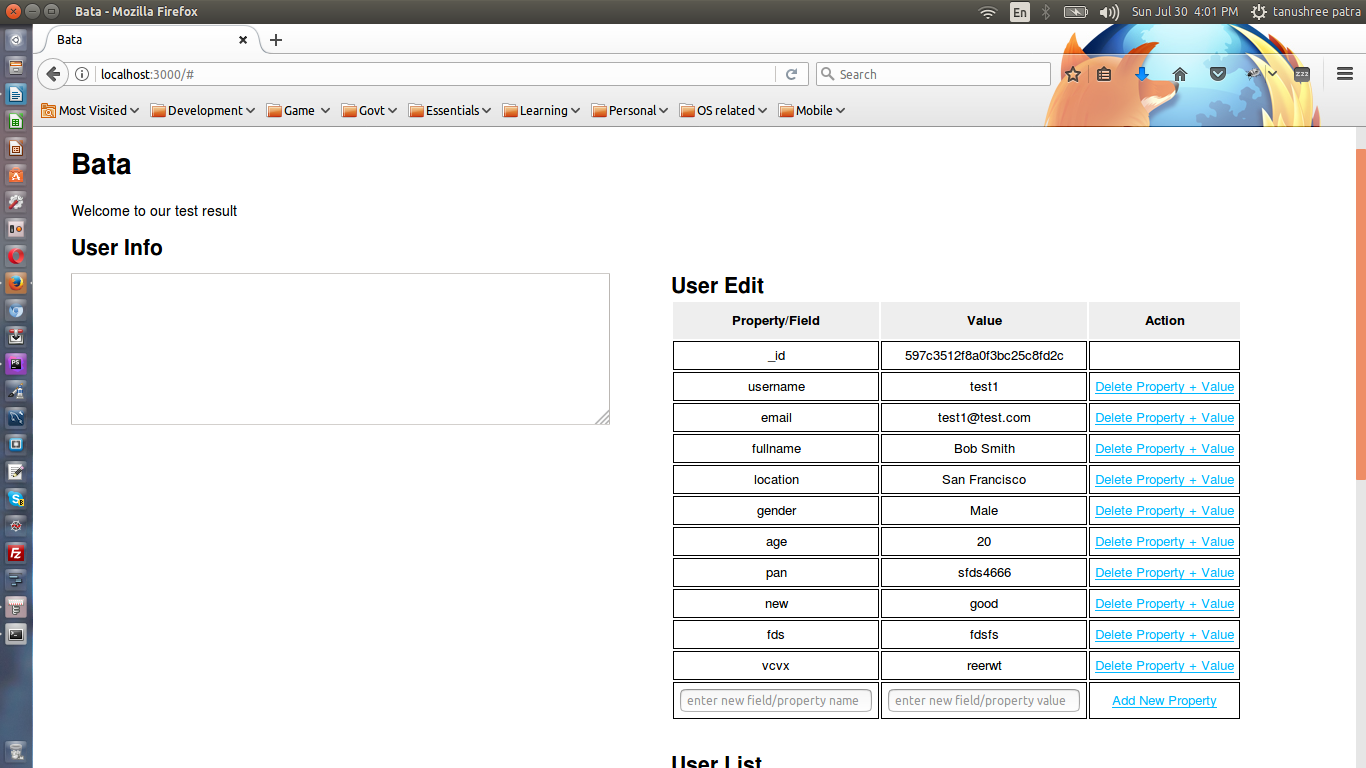 Bata - Mozilla Firefox
En
Sun Jul 30 4:01 PM
tanushree patra
Bata
localhost:3000/#
Search
Most Visited
Development
Game
Govt
Essentials
Learning
Personal
OS related
Mobile
Bata
Welcome to our test result
User Info
User Edit
Property/Field Value Action
_id 597c3512f8a0f3bc25c8fd2c
username test1 Delete Property + Value
email test1@test.com Delete Property + Value
fullname Bob Smith Delete Property + Value
location San Francisco Delete Property + Value
gender Male Delete Property + Value
age 20 Delete Property + Value
pan sfds4666 Delete Property + Value
new good Delete Property + Value
fds fdsfs Delete Property + Value
vcvx reerwt Delete Property + Value
enter new field/property name enter new field/property value Add New Property
User List